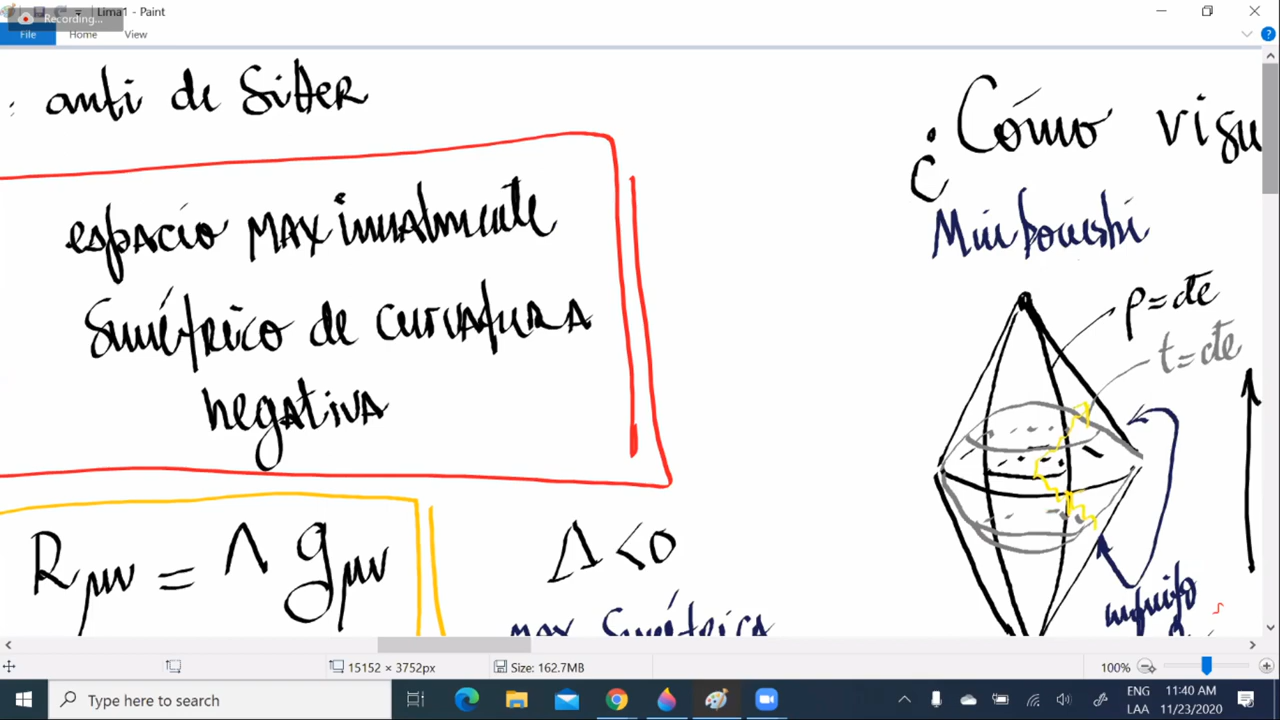 Recording...
Lima1 - Paint
File
Home
View
: anti de Sitter
espacio MAXimalmente
Simétrico de CURVATURA
negativa
Rμν = Λ gμν
Λ < 0
max Simétrica
¿Cómo visu
Minkowski
ρ=cte
t=cte
infinito
15152 × 3752px
Size: 162.7MB
100%
Type here to search
ENG
LAA
11:40 AM
11/23/2020